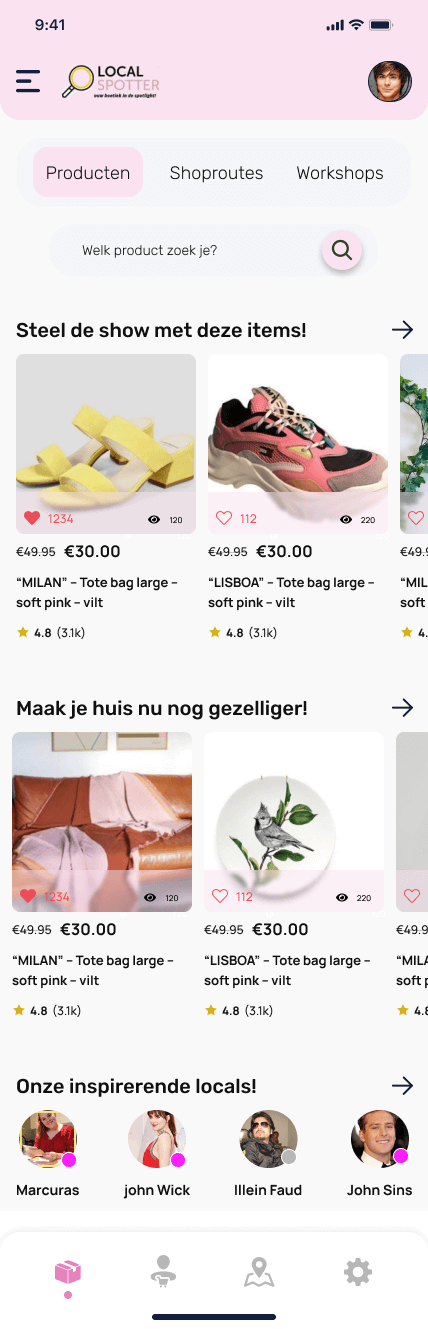 9:41
LOCAL
SPOTTER
jouw boetiek in de spotlight!
Producten Shoproutes Workshops
Welk product zoek je?
Steel de show met deze items!
1234 120 112 220
€49.95 €30.00 €49.95 €30.00 €49.9
“MILAN” – Tote bag large – “LISBOA” – Tote bag large – “MIL
soft pink – vilt soft pink – vilt soft
4.8 (3.1k) 4.8 (3.1k) 4.
Maak je huis nu nog gezelliger!
1234 120 112 220
€49.95 €30.00 €49.95 €30.00 €49.9
“MILAN” – Tote bag large – “LISBOA” – Tote bag large – “MILA
soft pink – vilt soft pink – vilt soft p
4.8 (3.1k) 4.8 (3.1k) 4.8
Onze inspirerende locals!
Marcuras john Wick Illein Faud John Sins